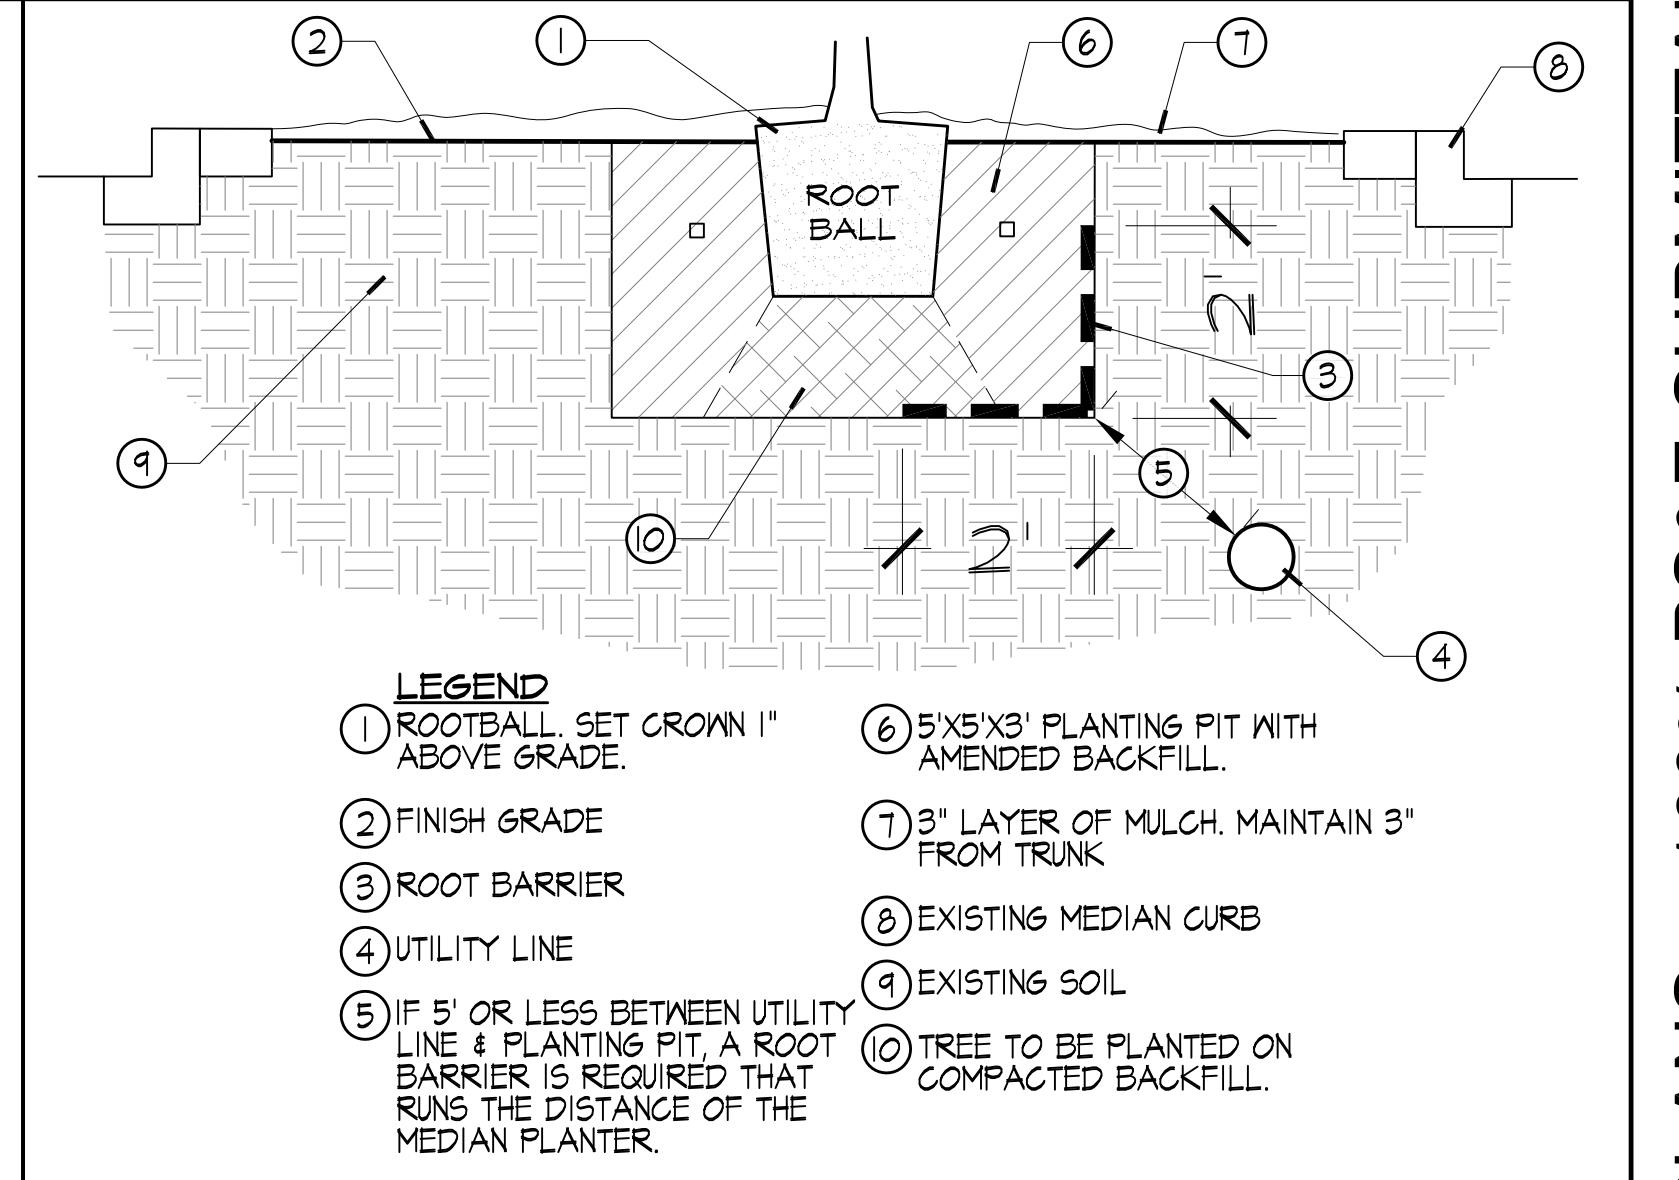 2
1
6
7
8
ROOT
BALL
2'
3
9
5
10
2'
4
LEGEND
1 ROOTBALL. SET CROWN 1"
ABOVE GRADE.
2 FINISH GRADE
3 ROOT BARRIER
4 UTILITY LINE
5 IF 5' OR LESS BETWEEN UTILITY
LINE & PLANTING PIT, A ROOT
BARRIER IS REQUIRED THAT
RUNS THE DISTANCE OF THE
MEDIAN PLANTER.
6 5'X5'X3' PLANTING PIT WITH
AMENDED BACKFILL.
7 3" LAYER OF MULCH. MAINTAIN 3"
FROM TRUNK
8 EXISTING MEDIAN CURB
9 EXISTING SOIL
10 TREE TO BE PLANTED ON
COMPACTED BACKFILL.